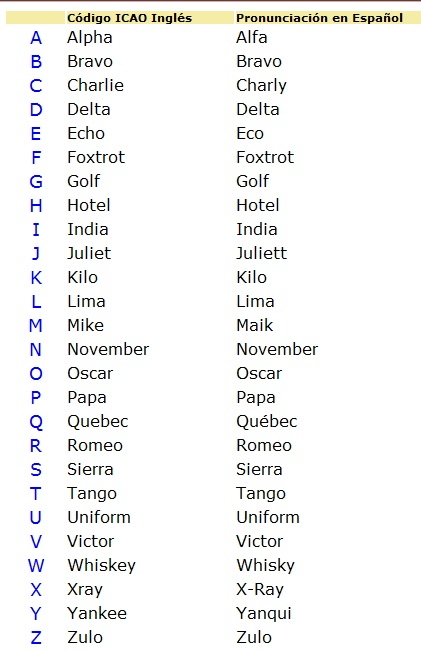 Código ICAO Inglés Pronunciación en Español
A Alpha Alfa
B Bravo Bravo
C Charlie Charly
D Delta Delta
E Echo Eco
F Foxtrot Foxtrot
G Golf Golf
H Hotel Hotel
I India India
J Juliet Juliett
K Kilo Kilo
L Lima Lima
M Mike Maik
N November November
O Oscar Oscar
P Papa Papa
Q Quebec Québec
R Romeo Romeo
S Sierra Sierra
T Tango Tango
U Uniform Uniform
V Victor Victor
W Whiskey Whisky
X Xray X-Ray
Y Yankee Yanqui
Z Zulo Zulo